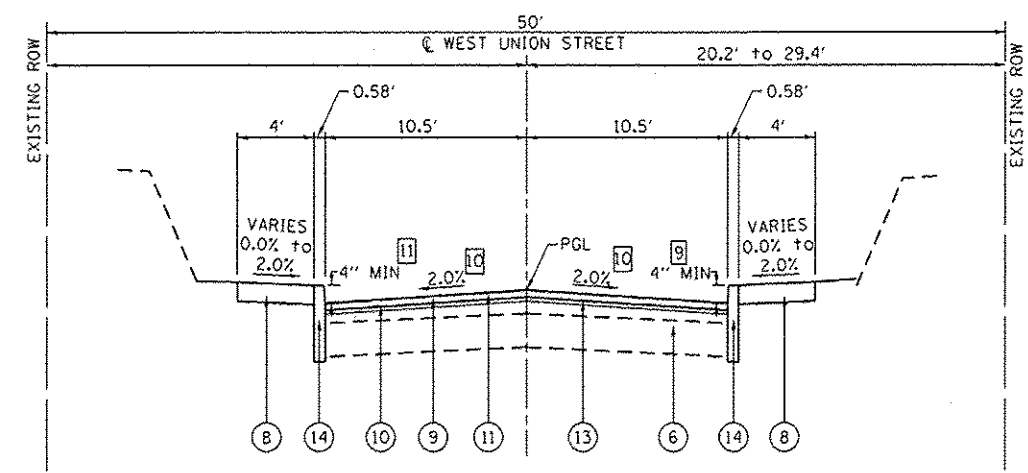 50'
℄ WEST UNION STREET
20.2' to 29.4'
EXISTING ROW
EXISTING ROW
0.58'
0.58'
4'
10.5'
10.5'
4'
VARIES
0.0% to
2.0%
4" MIN
11
10
2.0%
PGL
10
9
2.0%
4" MIN
VARIES
0.0% to
2.0%
8
14
10
9
11
13
6
14
8